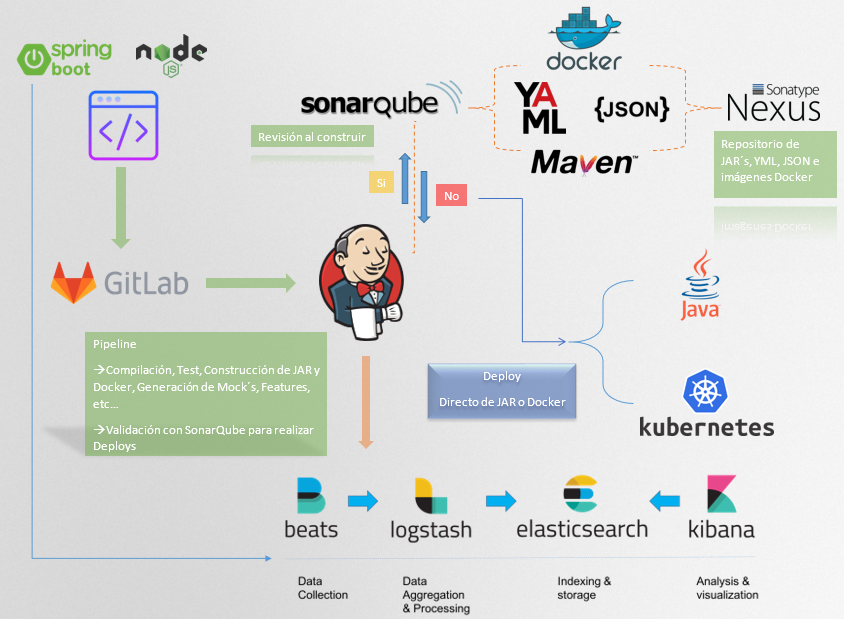 spring
boot
node
JS
docker
sonarqube
YA
ML
{JSON}
Sonatype
Nexus
Maven™
Revisión al construir
Repositorio de
JAR´s, YML, JSON e
imágenes Docker
Si
No
GitLab
Java
Pipeline
→Compilación, Test, Construcción de JAR y
Docker, Generación de Mock´s, Features,
etc…
→Validación con SonarQube para realizar
Deploys
Deploy
Directo de JAR o Docker
kubernetes
beats
logstash
elasticsearch
kibana
Data
Collection
Data
Aggregation
& Processing
Indexing &
storage
Analysis &
visualization